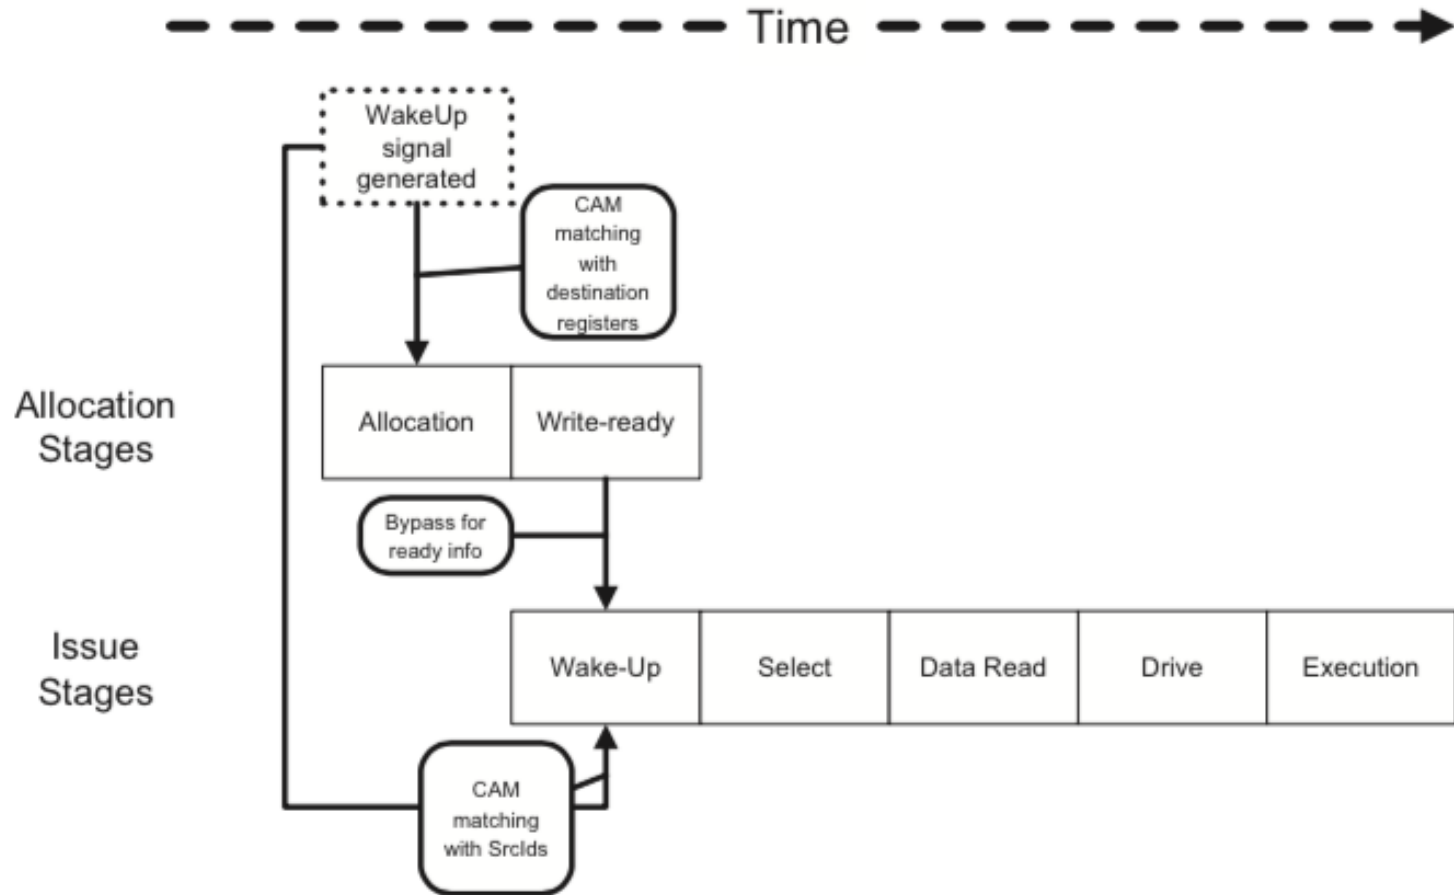 Time
WakeUp
signal
generated
CAM
matching
with
destination
registers
Allocation
Stages
Allocation
Write-ready
Bypass for
ready info
Issue
Stages
Wake-Up
Select
Data Read
Drive
Execution
CAM
matching
with SrcIds